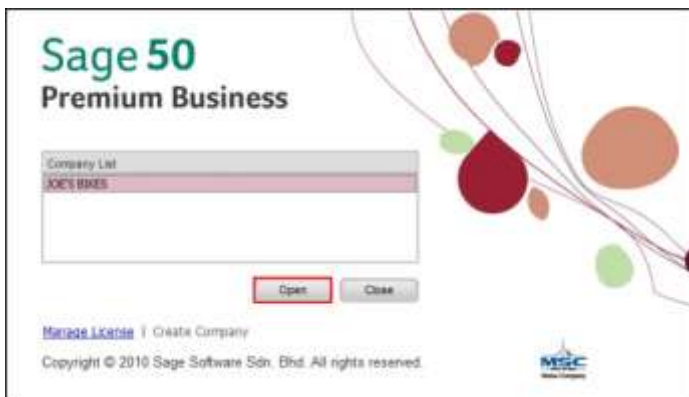 Sage 50
Premium Business
Company List
JOE'S BIKES
Open Close
Manage License | Create Company
Copyright © 2010 Sage Software Sdn. Bhd. All rights reserved.
MSC